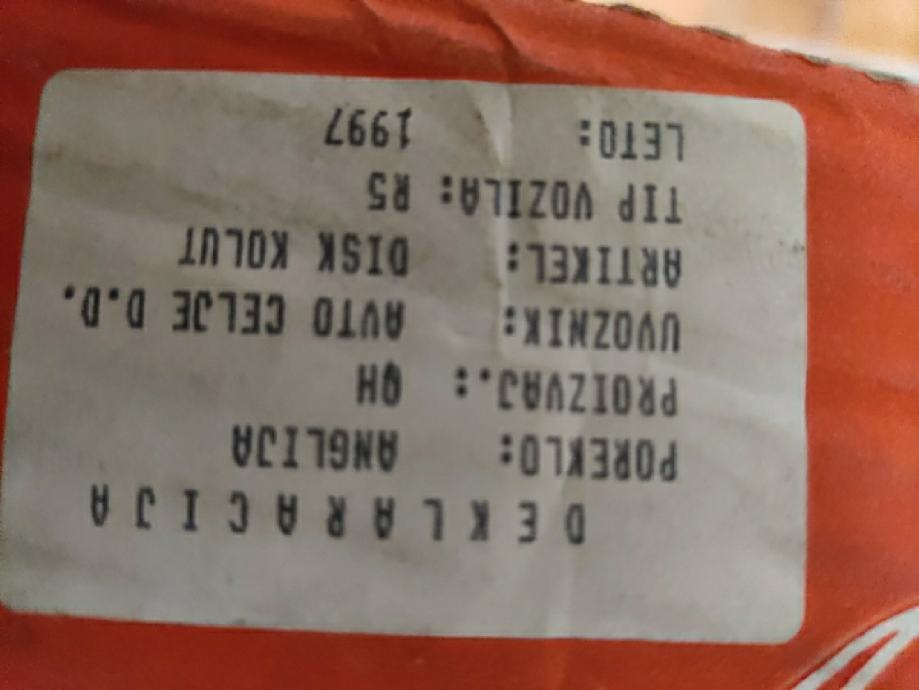 DEKLARACIJA
POREKLO: ANGLIJA
PROIZVAJ.: QH
UVOZNIK: AVTO CELJE D.D.
ARTIKEL: DISK KOLUT
TIP VOZILA: R5
LETO: 1997